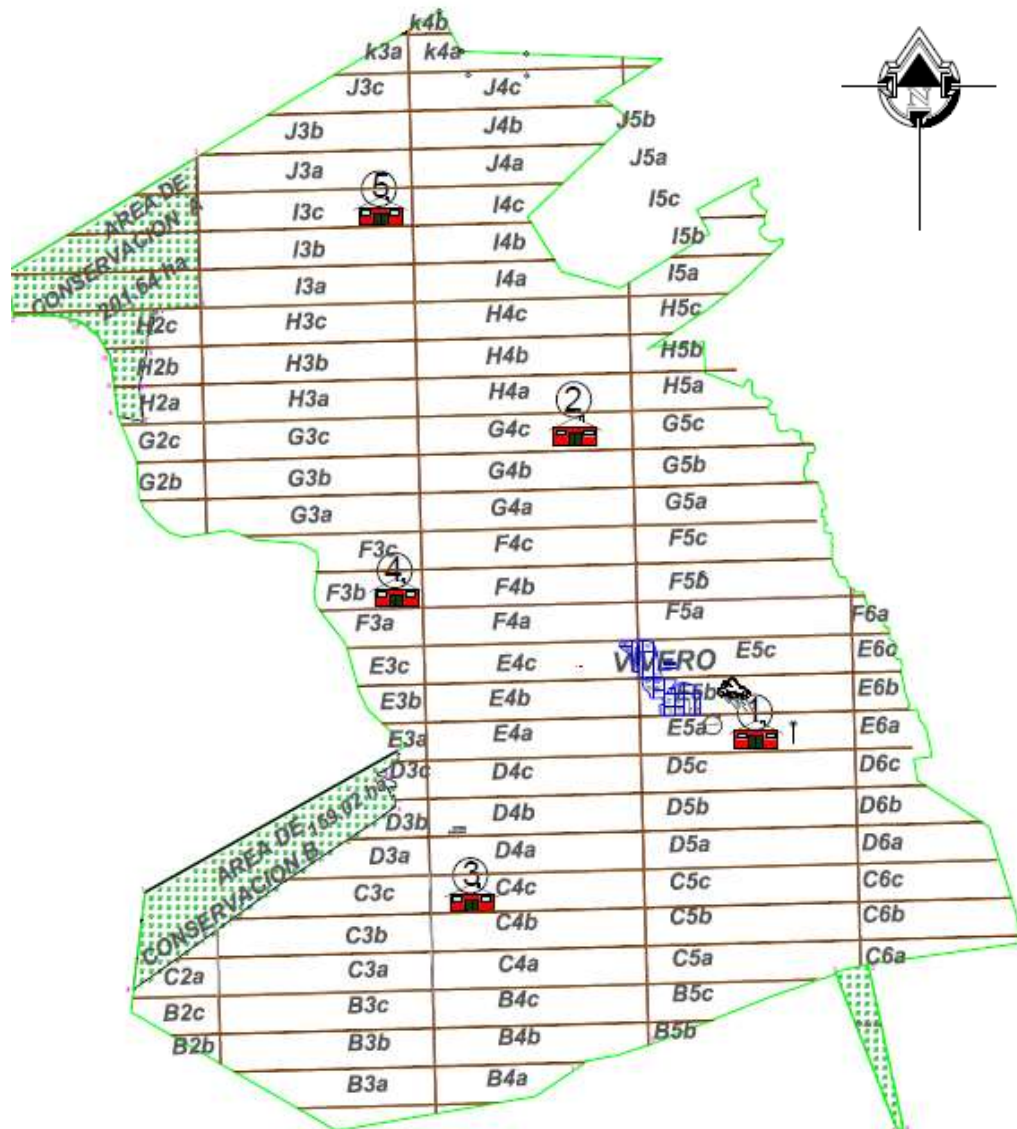 k4b
k3a k4a
J3c J4c
J3b J4b J5b
J3a J4a J5a
5
AREA DE
CONSERVACION A
201.64 ha
I3c I4c I5c
I3b I4b I5b
I3a I4a I5a
H2c H3c H4c H5c
H2b H3b H4b H5b
H2a H3a H4a H5a
2
G2c G3c G4c G5c
G2b G3b G4b G5b
G3a G4a G5a
F3c F4c F5c
4
F3b F4b F5b
F3a F4a F5a F6a
E3c E4c VIVERO E5c E6c
E3b E4b E6b
1
E3a E4a E5a E6a
D3c D4c D5c D6c
D3b D4b D5b D6b
AREA DE 159.02 has
CONSERVACION B
D3a D4a D5a D6a
3
C3c C4c C5c C6c
C3b C4b C5b C6b
C2a C3a C4a C5a C6a
B2c B3c B4c B5c
B2b B3b B4b B5b
B3a B4a
N